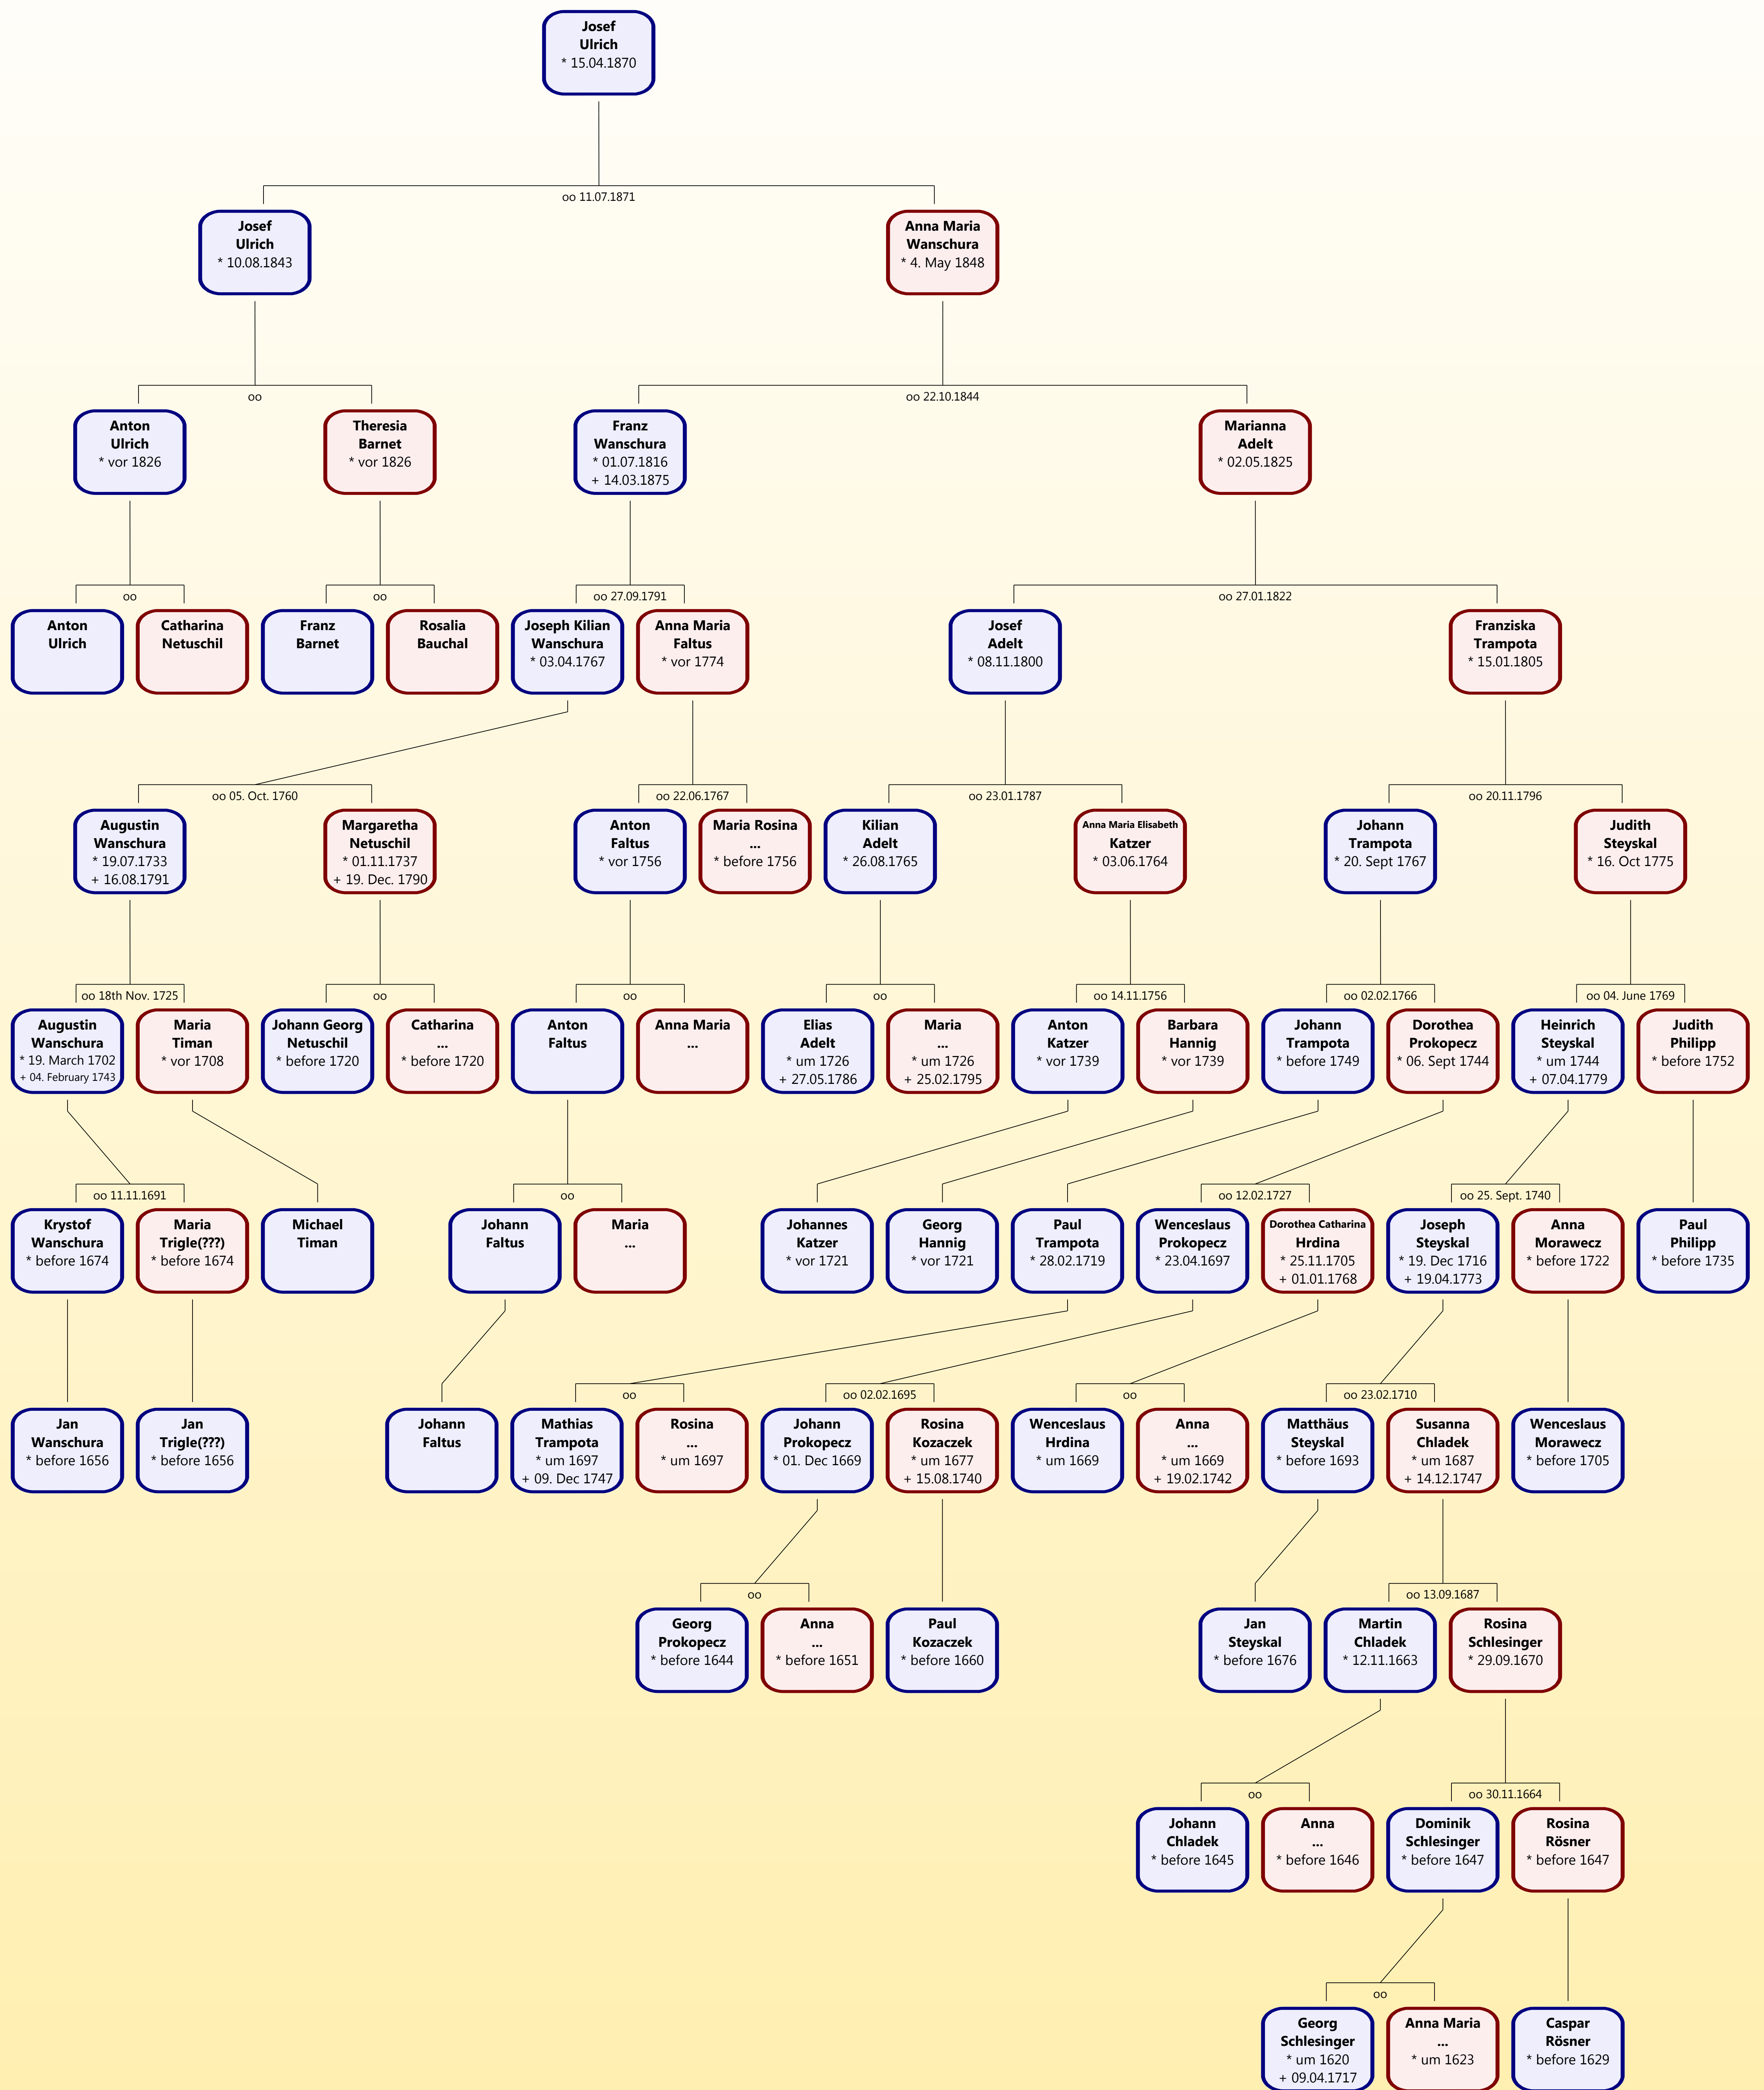 Josef
Ulrich
* 15.04.1870
oo 11.07.1871
Josef
Ulrich
* 10.08.1843
Anna Maria
Wanschura
* 4. May 1848
oo
oo 22.10.1844
Anton
Ulrich
* vor 1826
Theresia
Barnet
* vor 1826
Franz
Wanschura
* 01.07.1816
+ 14.03.1875
Marianna
Adelt
* 02.05.1825
oo
oo
oo 27.09.1791
oo 27.01.1822
Anton
Ulrich
Catharina
Netuschil
Franz
Barnet
Rosalia
Bauchal
Joseph Kilian
Wanschura
* 03.04.1767
Anna Maria
Faltus
* vor 1774
Josef
Adelt
* 08.11.1800
Franziska
Trampota
* 15.01.1805
oo 05. Oct. 1760
oo 22.06.1767
oo 23.01.1787
oo 20.11.1796
Augustin
Wanschura
* 19.07.1733
+ 16.08.1791
Margaretha
Netuschil
* 01.11.1737
+ 19. Dec. 1790
Anton
Faltus
* vor 1756
Maria Rosina
...
* before 1756
Kilian
Adelt
* 26.08.1765
Anna Maria Elisabeth
Katzer
* 03.06.1764
Johann
Trampota
* 20. Sept 1767
Judith
Steyskal
* 16. Oct 1775
oo 18th Nov. 1725
oo
oo
oo
oo 14.11.1756
oo 02.02.1766
oo 04. June 1769
Augustin
Wanschura
* 19. March 1702
+ 04. February 1743
Maria
Timan
* vor 1708
Johann Georg
Netuschil
* before 1720
Catharina
...
* before 1720
Anton
Faltus
Anna Maria
...
Elias
Adelt
* um 1726
+ 27.05.1786
Maria
...
* um 1726
+ 25.02.1795
Anton
Katzer
* vor 1739
Barbara
Hannig
* vor 1739
Johann
Trampota
* before 1749
Dorothea
Prokopecz
* 06. Sept 1744
Heinrich
Steyskal
* um 1744
+ 07.04.1779
Judith
Philipp
* before 1752
oo 11.11.1691
oo
oo 12.02.1727
oo 25. Sept. 1740
Krystof
Wanschura
* before 1674
Maria
Trigle(???)
* before 1674
Michael
Timan
Johann
Faltus
Maria
...
Johannes
Katzer
* vor 1721
Georg
Hannig
* vor 1721
Paul
Trampota
* 28.02.1719
Wenceslaus
Prokopecz
* 23.04.1697
Dorothea Catharina
Hrdina
* 25.11.1705
+ 01.01.1768
Joseph
Steyskal
* 19. Dec 1716
+ 19.04.1773
Anna
Morawecz
* before 1722
Paul
Philipp
* before 1735
oo
oo 02.02.1695
oo
oo 23.02.1710
Jan
Wanschura
* before 1656
Jan
Trigle(???)
* before 1656
Johann
Faltus
Mathias
Trampota
* um 1697
+ 09. Dec 1747
Rosina
...
* um 1697
Johann
Prokopecz
* 01. Dec 1669
Rosina
Kozaczek
* um 1677
+ 15.08.1740
Wenceslaus
Hrdina
* um 1669
Anna
...
* um 1669
+ 19.02.1742
Matthäus
Steyskal
* before 1693
Susanna
Chladek
* um 1687
+ 14.12.1747
Wenceslaus
Morawecz
* before 1705
oo
oo 13.09.1687
Georg
Prokopecz
* before 1644
Anna
...
* before 1651
Paul
Kozaczek
* before 1660
Jan
Steyskal
* before 1676
Martin
Chladek
* 12.11.1663
Rosina
Schlesinger
* 29.09.1670
oo
oo 30.11.1664
Johann
Chladek
* before 1645
Anna
...
* before 1646
Dominik
Schlesinger
* before 1647
Rosina
Rösner
* before 1647
oo
Georg
Schlesinger
* um 1620
+ 09.04.1717
Anna Maria
...
* um 1623
Caspar
Rösner
* before 1629